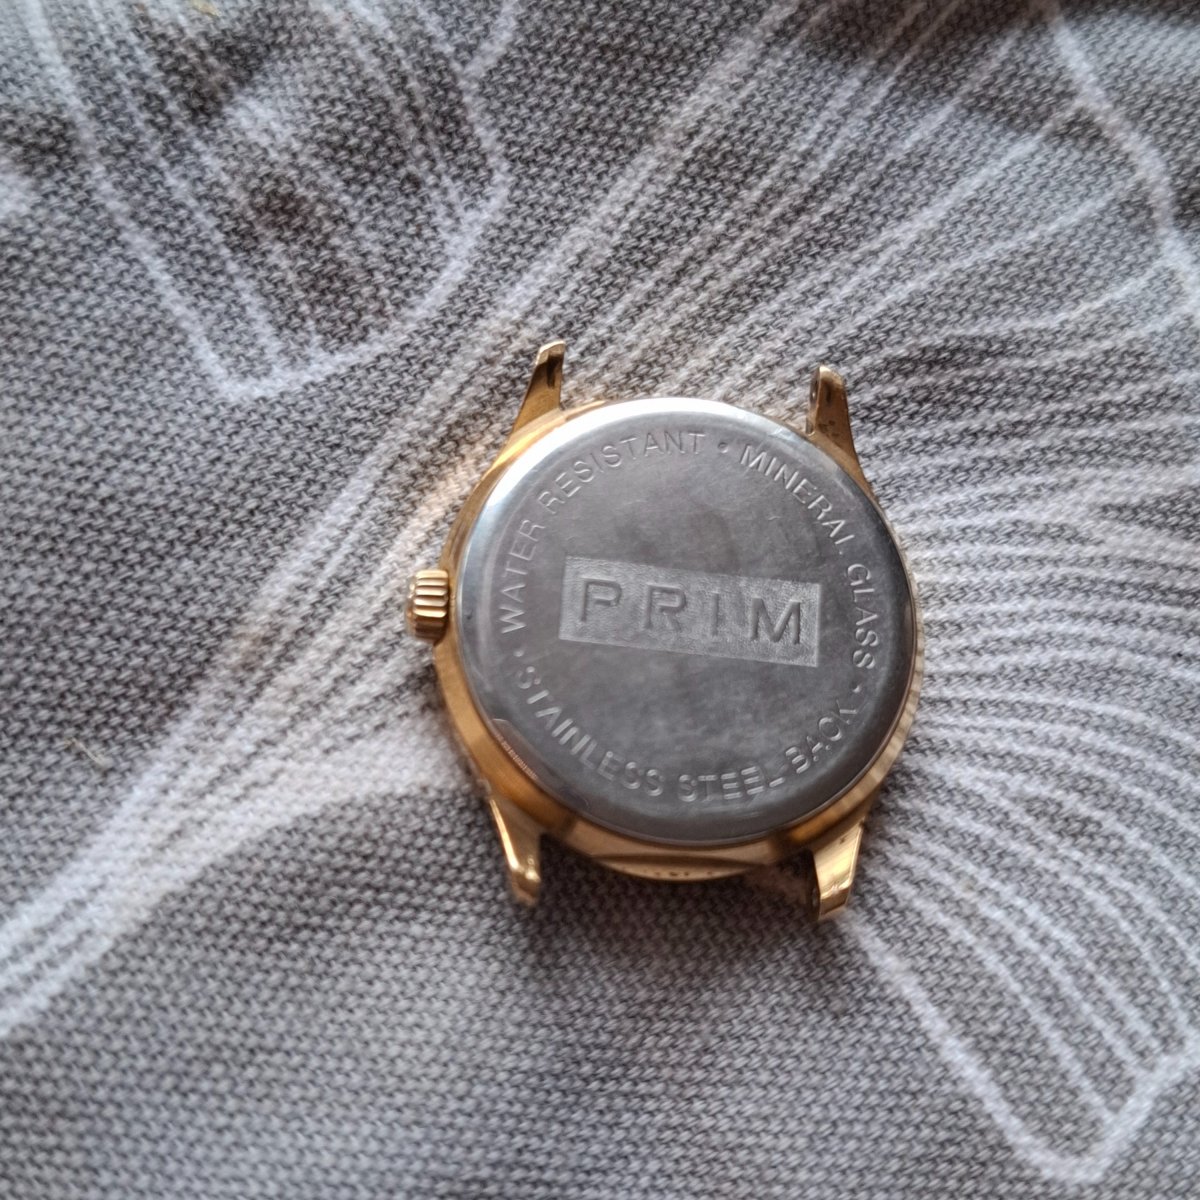 WATER RESISTANT • MINERAL GLASS •
PRIM
STAINLESS STEEL BACK •